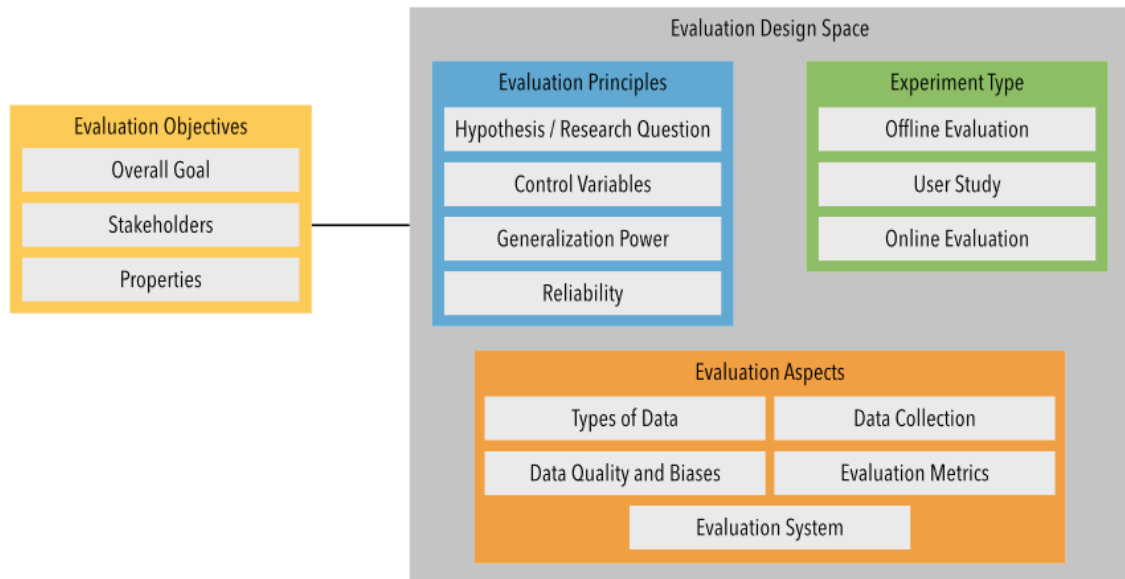 Evaluation Design Space
Evaluation Objectives
Overall Goal
Stakeholders
Properties
Evaluation Principles
Hypothesis / Research Question
Control Variables
Generalization Power
Reliability
Experiment Type
Offline Evaluation
User Study
Online Evaluation
Evaluation Aspects
Types of Data
Data Collection
Data Quality and Biases
Evaluation Metrics
Evaluation System